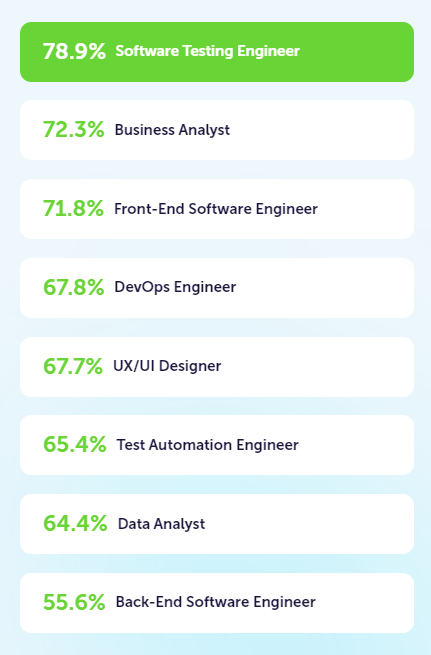 78.9% Software Testing Engineer
72.3% Business Analyst
71.8% Front-End Software Engineer
67.8% DevOps Engineer
67.7% UX/UI Designer
65.4% Test Automation Engineer
64.4% Data Analyst
55.6% Back-End Software Engineer